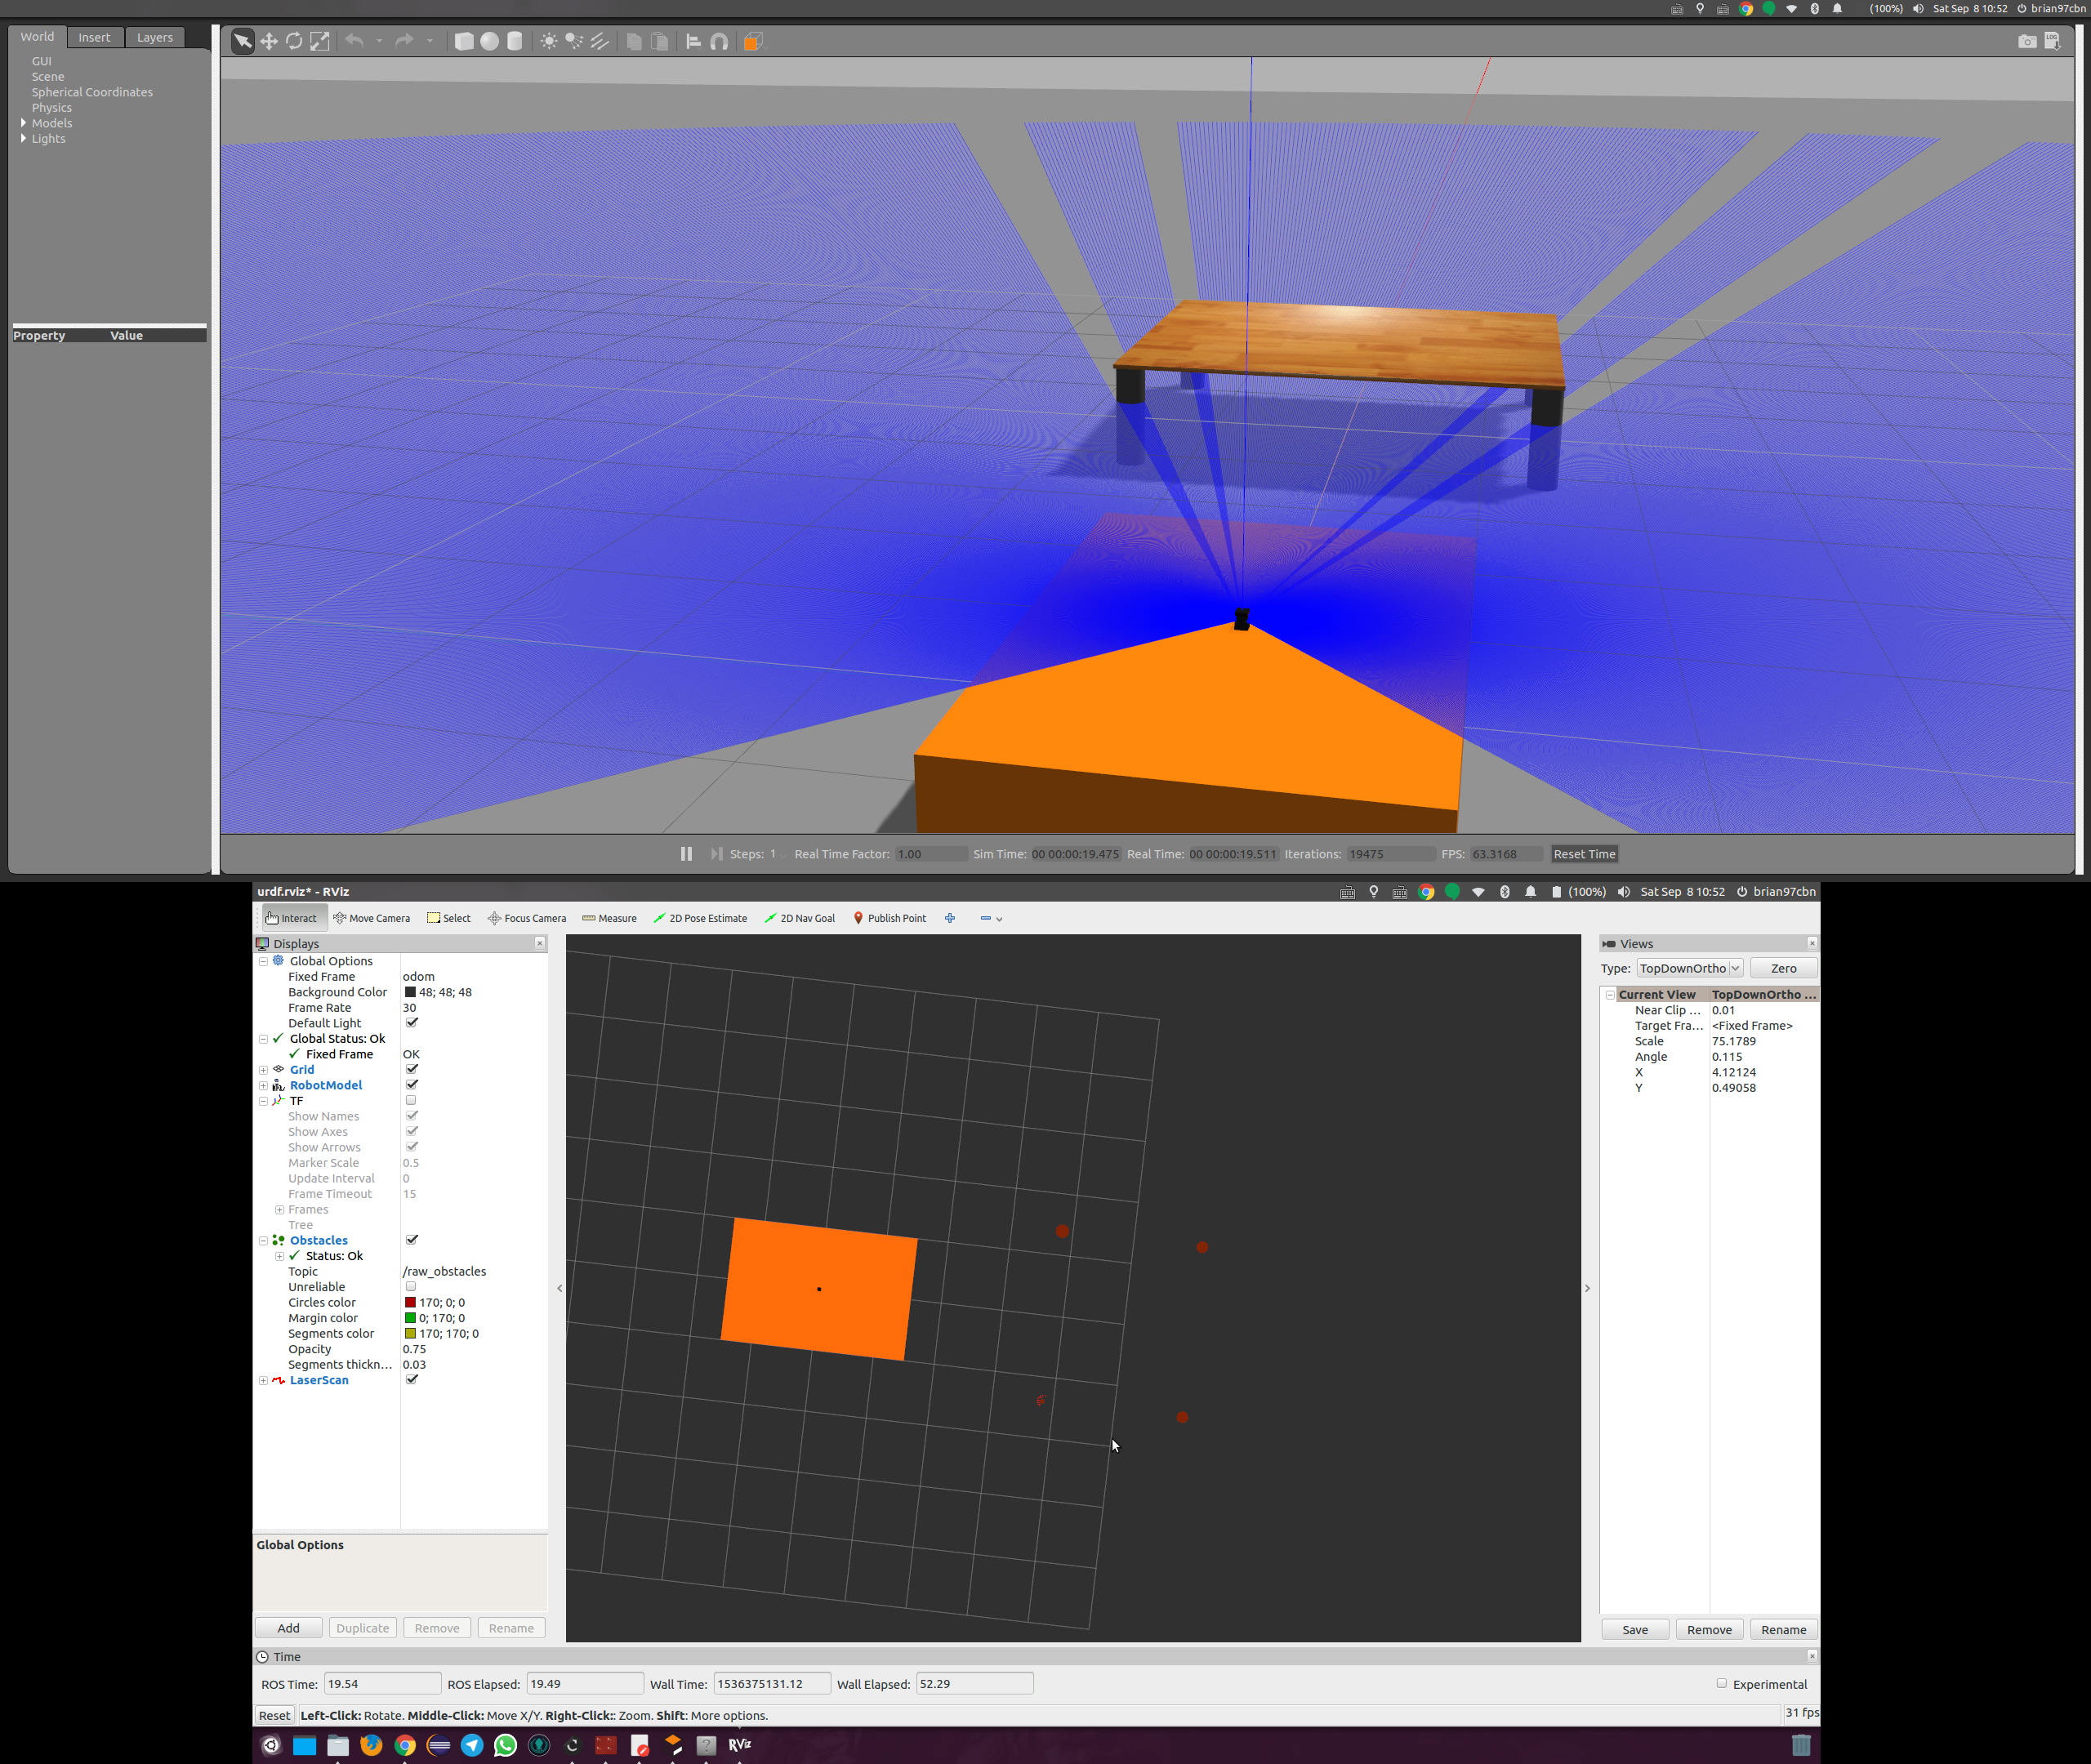 (100%) Sat Sep 8 10:52 brian97cbn
World Insert Layers
GUI
Scene
Spherical Coordinates
Physics
Models
Lights
Property Value
LOG
Steps: 1 Real Time Factor: 1.00 Sim Time: 00 00:00:19.475 Real Time: 00 00:00:19.511 Iterations: 19475 FPS: 63.3168 Reset Time
urdf.rviz* - RViz (100%) Sat Sep 8 10:52 brian97cbn
Interact Move Camera Select Focus Camera Measure 2D Pose Estimate 2D Nav Goal Publish Point
Displays
Global Options
Fixed Frame odom
Background Color 48; 48; 48
Frame Rate 30
Default Light
Global Status: Ok
Fixed Frame OK
Grid
RobotModel
TF
Show Names
Show Axes
Show Arrows
Marker Scale 0.5
Update Interval 0
Frame Timeout 15
Frames
Tree
Obstacles
Status: Ok
Topic /raw_obstacles
Unreliable
Circles color 170; 0; 0
Margin color 0; 170; 0
Segments color 170; 170; 0
Opacity 0.75
Segments thickn... 0.03
LaserScan
Global Options
Add Duplicate Remove Rename
Views
Type: TopDownOrtho Zero
Current View TopDownOrtho ...
Near Clip ... 0.01
Target Fra... <Fixed Frame>
Scale 75.1789
Angle 0.115
X 4.12124
Y 0.49058
Save Remove Rename
Time
ROS Time: 19.54 ROS Elapsed: 19.49 Wall Time: 1536375131.12 Wall Elapsed: 52.29 Experimental
Reset Left-Click: Rotate. Middle-Click: Move X/Y. Right-Click:: Zoom. Shift: More options. 31 fps
RViz